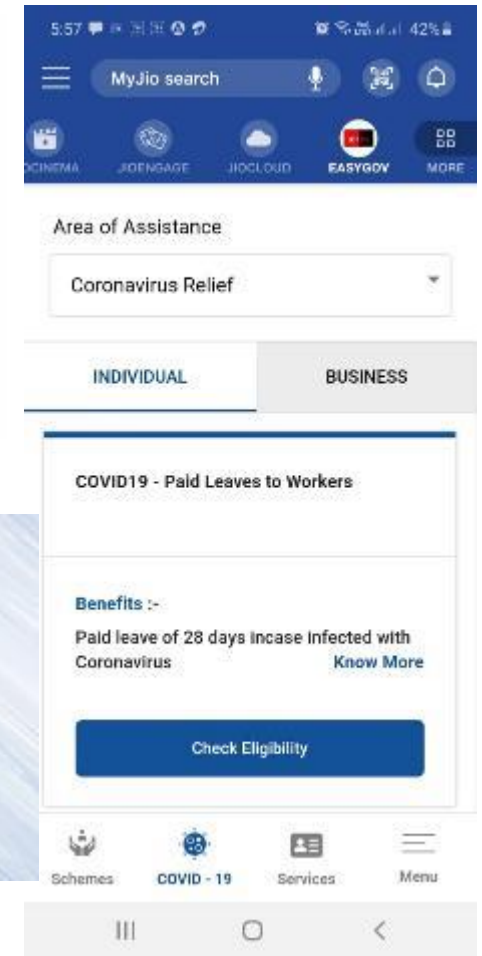 5:57 42%
MyJio search
OCINEMA JIOENGAGE JIOCLOUD EASYGOV MORE
Area of Assistance
Coronavirus Relief
INDIVIDUAL BUSINESS
COVID19 - Paid Leaves to Workers
Benefits :-
Paid leave of 28 days incase infected with
Coronavirus Know More
Check Eligibility
Schemes COVID - 19 Services Menu